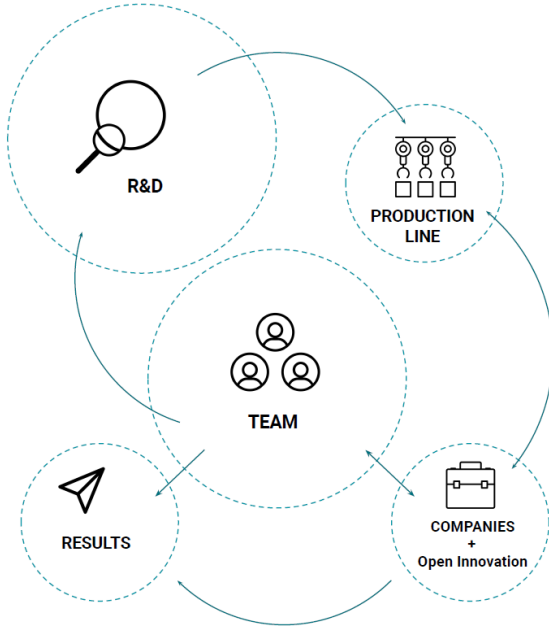 R&D
PRODUCTION
LINE
TEAM
RESULTS
COMPANIES
+
Open Innovation